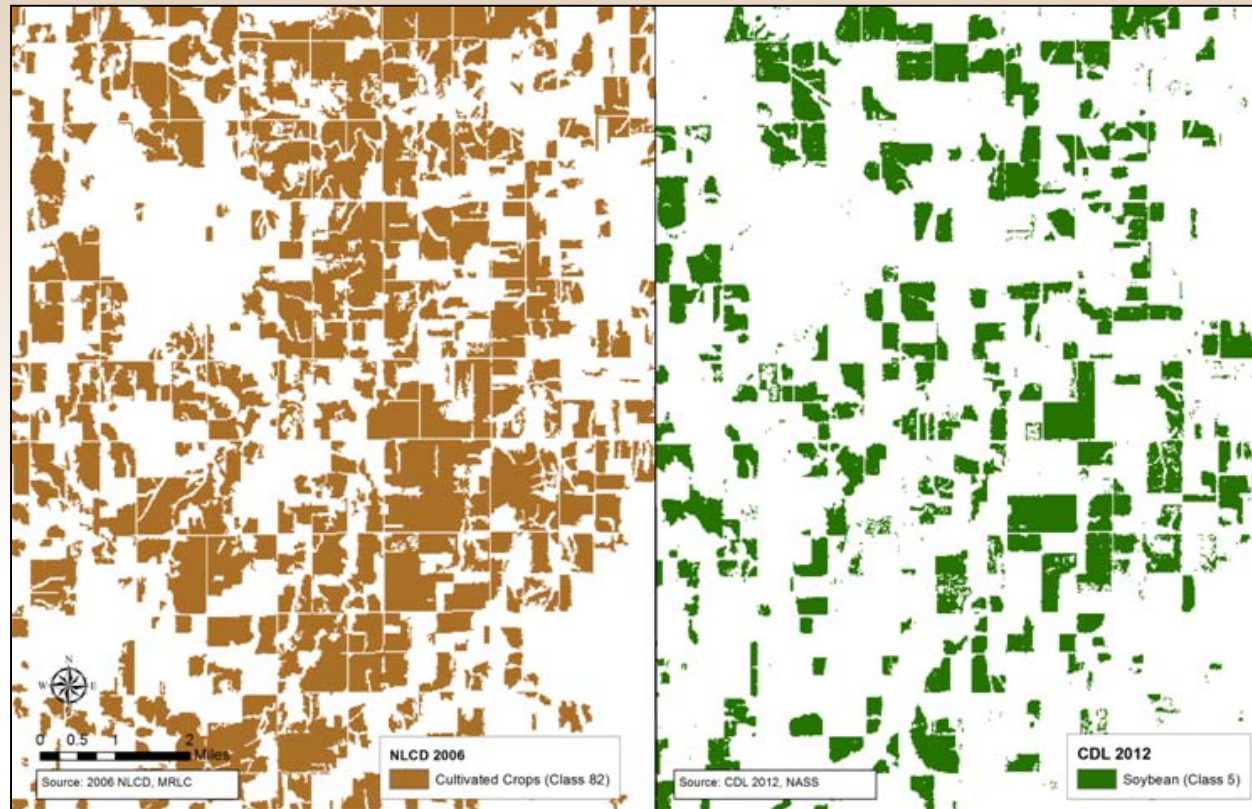 N
W E
S
0 0.5 1 2
Miles
Source: 2006 NLCD, MRLC
NLCD 2006
Cultivated Crops (Class 82)
Source: CDL 2012, NASS
CDL 2012
Soybean (Class 5)